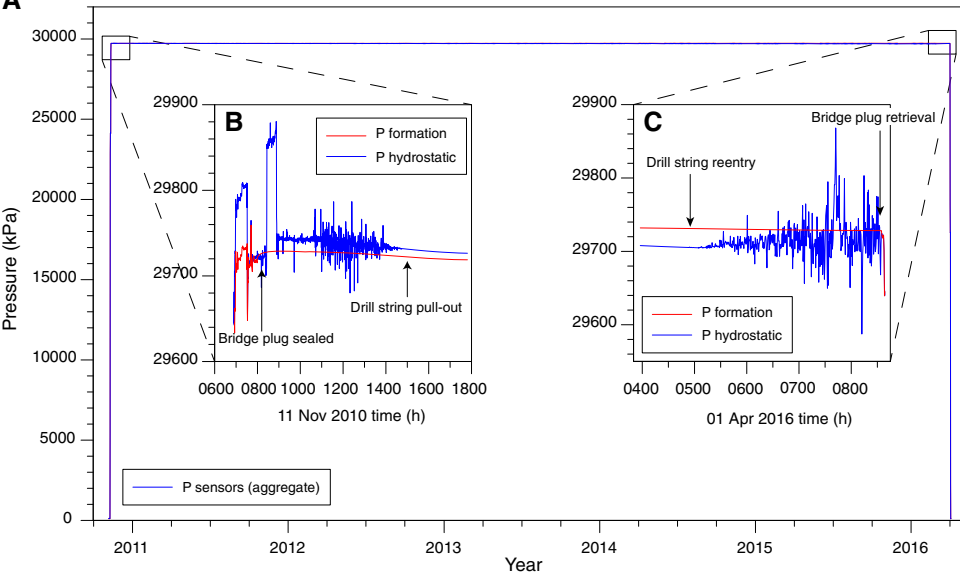 A
30000
25000
20000
15000
10000
5000
0
Pressure (kPa)
2011
2012
2013
2014
2015
2016
Year
P sensors (aggregate)
B
29900
29800
29700
29600
P formation
P hydrostatic
Bridge plug sealed
Drill string pull-out
0600 0800 1000 1200 1400 1600 1800
11 Nov 2010 time (h)
C
29900
29800
29700
29600
Bridge plug retrieval
Drill string reentry
P formation
P hydrostatic
0400 0500 0600 0700 0800
01 Apr 2016 time (h)